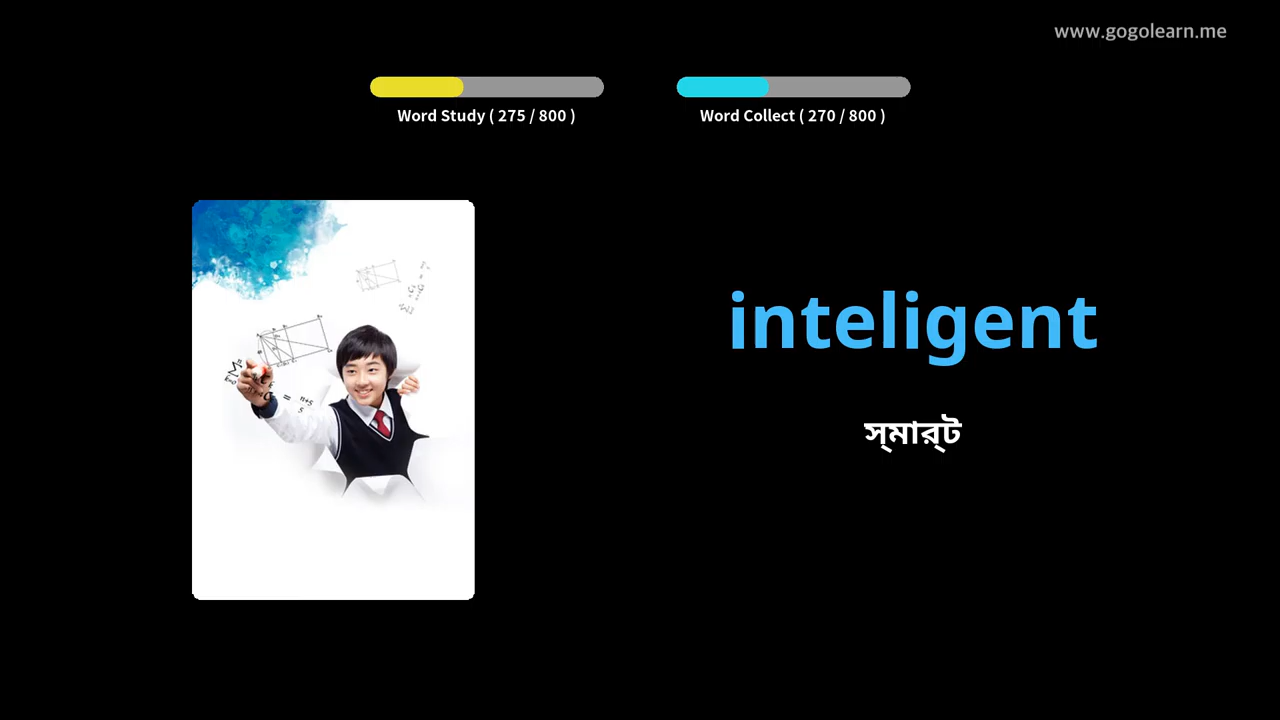 www.gogolearn.me
Word Study ( 275 / 800 )
Word Collect ( 270 / 800 )
inteligent
স্মার্ট